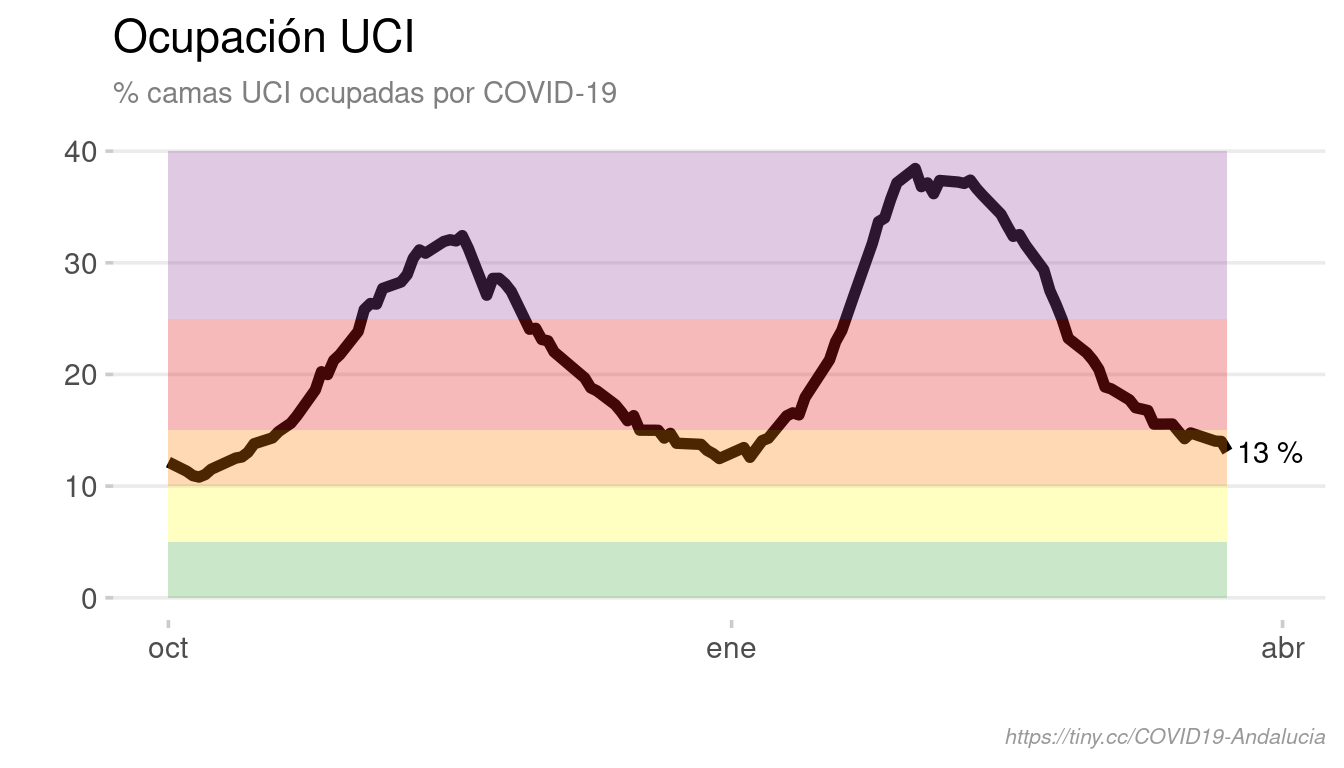 Ocupación UCI
% camas UCI ocupadas por COVID-19
40
30
20
10
0
13 %
oct ene abr
https://tiny.cc/COVID19-Andalucia